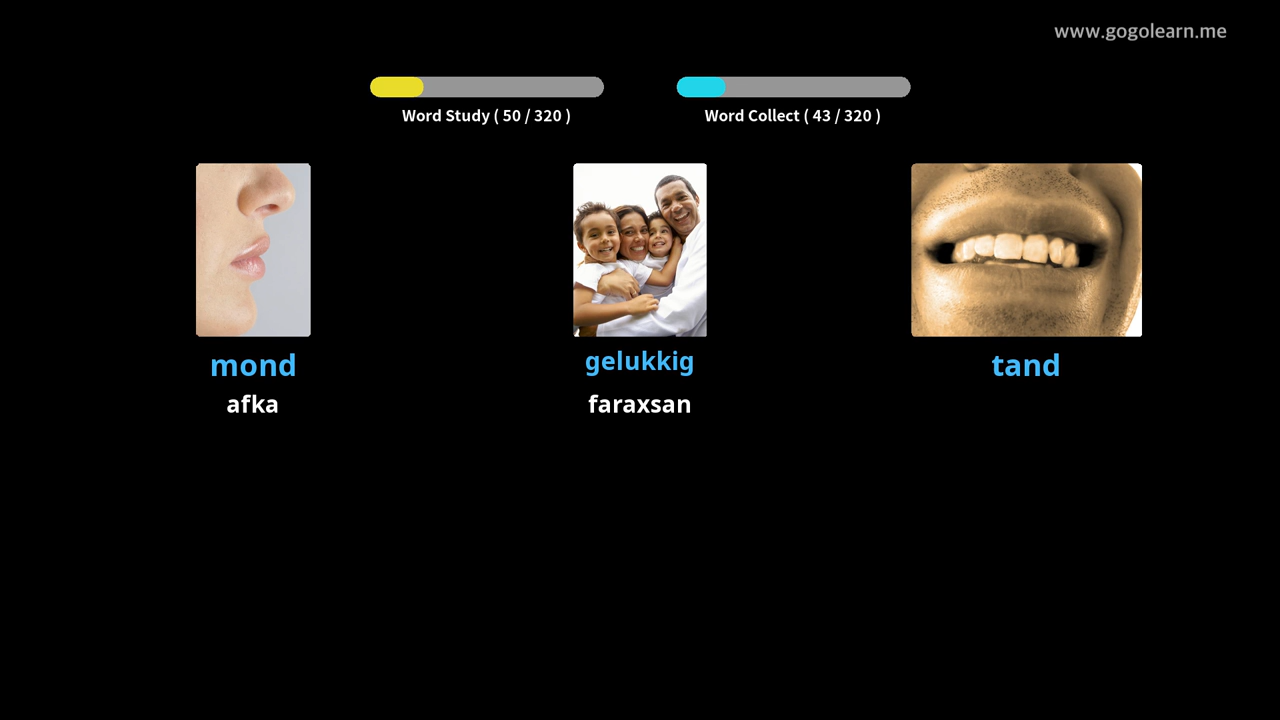 www.gogolearn.me
Word Study ( 50 / 320 )
Word Collect ( 43 / 320 )
mond
afka
gelukkig
faraxsan
tand